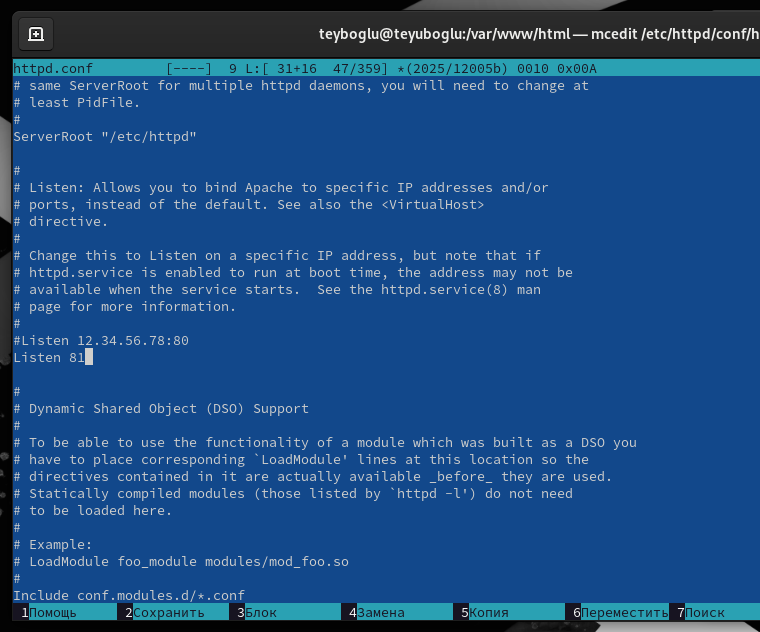 teyboglu@teyuboglu:/var/www/html — mcedit /etc/httpd/conf/h
httpd.conf         [----]  9 L:[ 31+16  47/359] *(2025/12005b) 0010 0x00A
# same ServerRoot for multiple httpd daemons, you will need to change at
# least PidFile.
#
ServerRoot "/etc/httpd"
#
# Listen: Allows you to bind Apache to specific IP addresses and/or
# ports, instead of the default. See also the <VirtualHost>
# directive.
#
# Change this to Listen on a specific IP address, but note that if
# httpd.service is enabled to run at boot time, the address may not be
# available when the service starts.  See the httpd.service(8) man
# page for more information.
#
#Listen 12.34.56.78:80
Listen 81
#
# Dynamic Shared Object (DSO) Support
#
# To be able to use the functionality of a module which was built as a DSO you
# have to place corresponding `LoadModule' lines at this location so the
# directives contained in it are actually available _before_ they are used.
# Statically compiled modules (those listed by `httpd -l') do not need
# to be loaded here.
#
# Example:
# LoadModule foo_module modules/mod_foo.so
#
Include conf.modules.d/*.conf
1Помощь 2Сохранить 3Блок 4Замена 5Копия 6Переместить 7Поиск